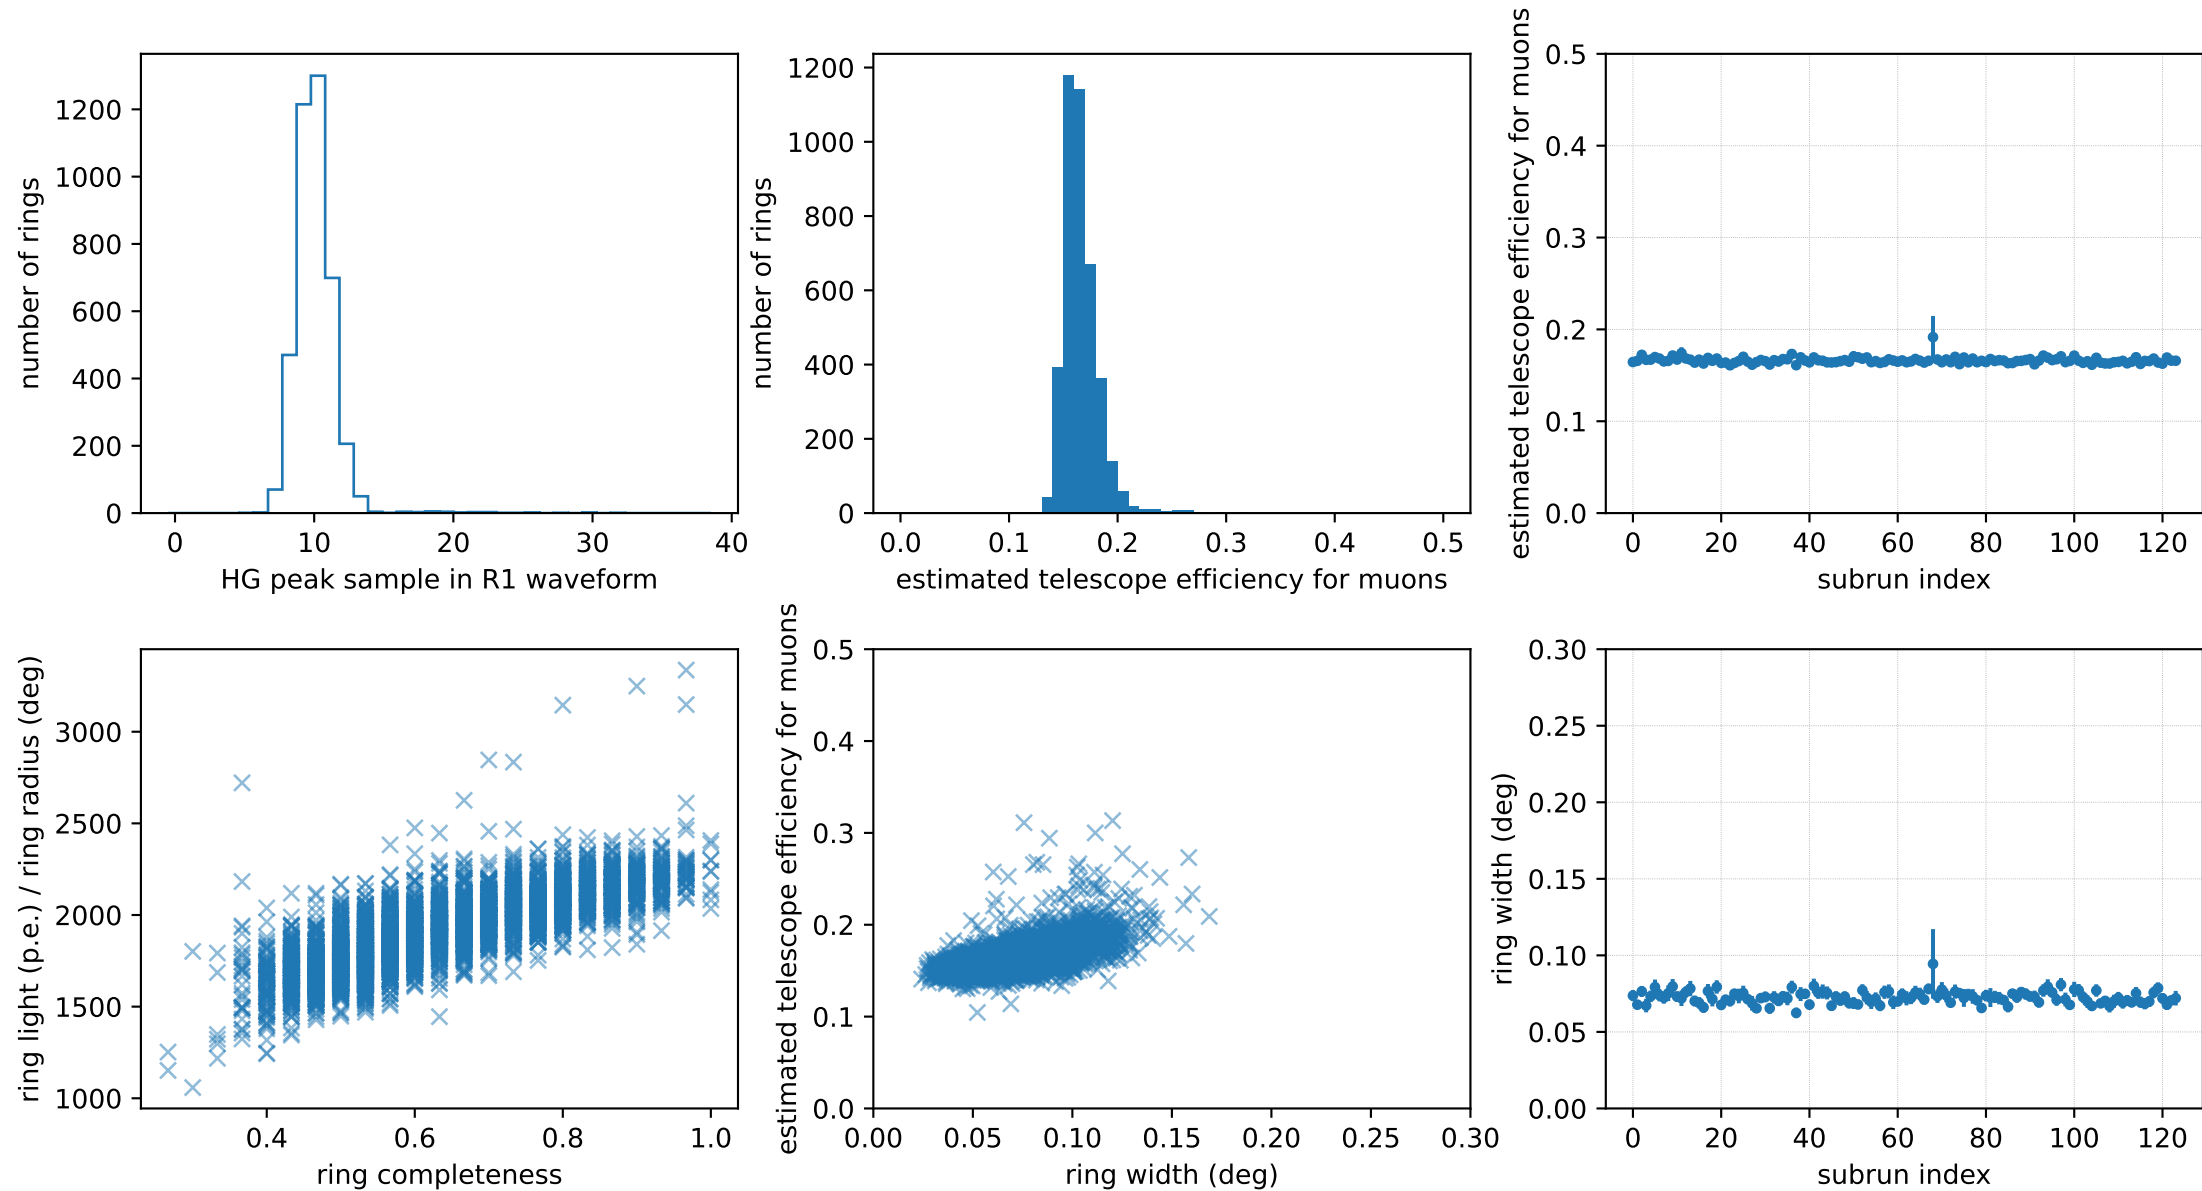 number of rings
1200
1000
800
600
400
200
0
0 10 20 30 40
HG peak sample in R1 waveform
number of rings
1200
1000
800
600
400
200
0
0.0 0.1 0.2 0.3 0.4 0.5
estimated telescope efficiency for muons
estimated telescope efficiency for muons
0.5
0.4
0.3
0.2
0.1
0.0
0 20 40 60 80 100 120
subrun index
ring light (p.e.) / ring radius (deg)
3000
2500
2000
1500
1000
0.4 0.6 0.8 1.0
ring completeness
estimated telescope efficiency for muons
0.5
0.4
0.3
0.2
0.1
0.0
0.00 0.05 0.10 0.15 0.20 0.25 0.30
ring width (deg)
ring width (deg)
0.30
0.25
0.20
0.15
0.10
0.05
0.00
0 20 40 60 80 100 120
subrun index